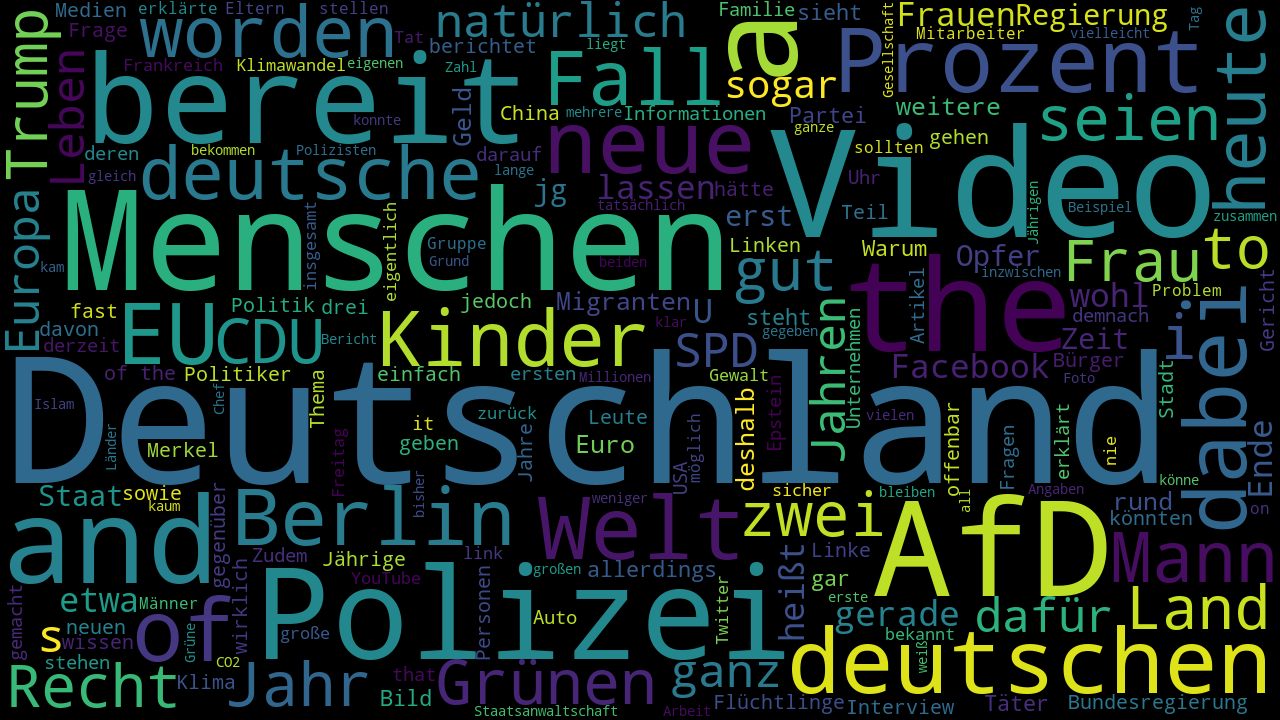 Medien erklärte Eltern stellen
Familie sieht Frauen Regierung
Tag
Frage worden Tat natürlich
a
Mitarbeiter vielleicht
Trump
Leben
berichtet liegt
Gesellschaft
heute
Frankreich Klimawandel eigenen
bereit
Zahl
Fall
sogar
Prozent
Geld
China mehrere Informationen
Partei weitere seien
konnte
neue
ganze
gehen
deren bekommen Polizisten darauf
sollten
gleich deutsche lange
Video
jg lassen hätte Uhr
tatsächlich
Menschen
insgesamt
eigentlich
Gruppe
Grund
erst Teil
Jährigen
Beispiel
zusammen
Europa
kam
Linken Warum Opfer Frau to
beiden
gut
inzwischen
the
wohl Problem
fast Politik drei jedoch Migranten U steht
gegeben
Artikel
demnach
i
dabei
Gericht
davon
EU CDU Bericht Kinder
klar
SPD
Jahren
Unternehmen
Zeit
derzeit
of the Politiker einfach ersten Millionen Gewalt
Facebook Bürger
Foto
Stadt
Deutschland
Islam
Länder
Chef
Thema
zurück Leute
deshalb
Epstein
vielen
it
geben
Jahre
Euro
möglich
USA
offenbar
Fragen
erklärt
nie
Merkel
Freitag
bisher
Ende
Staat sowie
kaum
gegenüber
weniger
sicher bleiben
all
Angaben
könne
on
and Berlin Welt zwei AfD
rund
könnten
Zudem Jährige link
großen allerdings
heißt
Linke
Mann
YouTube
Personen
Polizei
gemacht
etwa Männer
Auto
Twitter
gar
erste
gerade dafür Land
neuen
s wissen of
Grüne
wirklich
große
bekannt
weiß
stehen
CO2
that
ganz
deutschen
Recht Klima Jahr Bild Grünen
Staatsanwaltschaft Arbeit
Flüchtlinge Interview Täter Bundesregierung